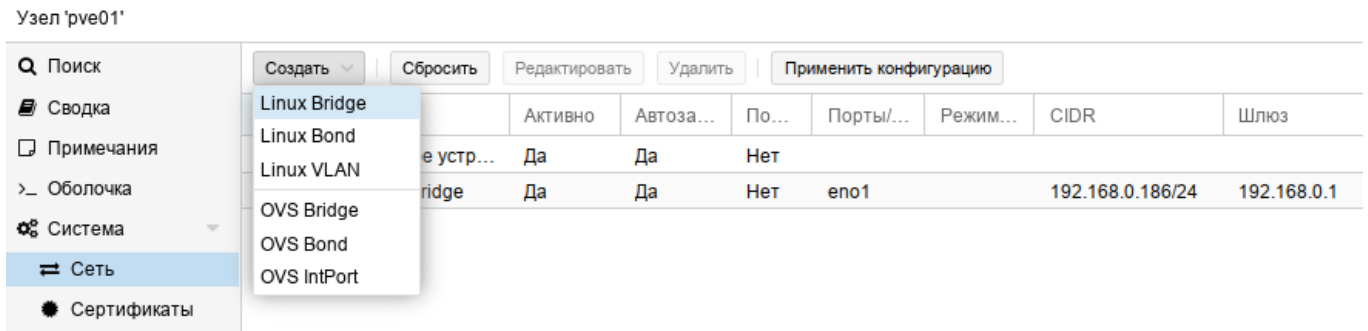 Узел 'pve01'
Поиск
Сводка
Примечания
Оболочка
Система
Сеть
Сертификаты
Создать Сбросить Редактировать Удалить Применить конфигурацию
Linux Bridge
Linux Bond
Linux VLAN
OVS Bridge
OVS Bond
OVS IntPort
Активно Автоза... По... Порты/... Режим... CIDR Шлюз
е устр... Да Да Нет
ridge Да Да Нет eno1 192.168.0.186/24 192.168.0.1